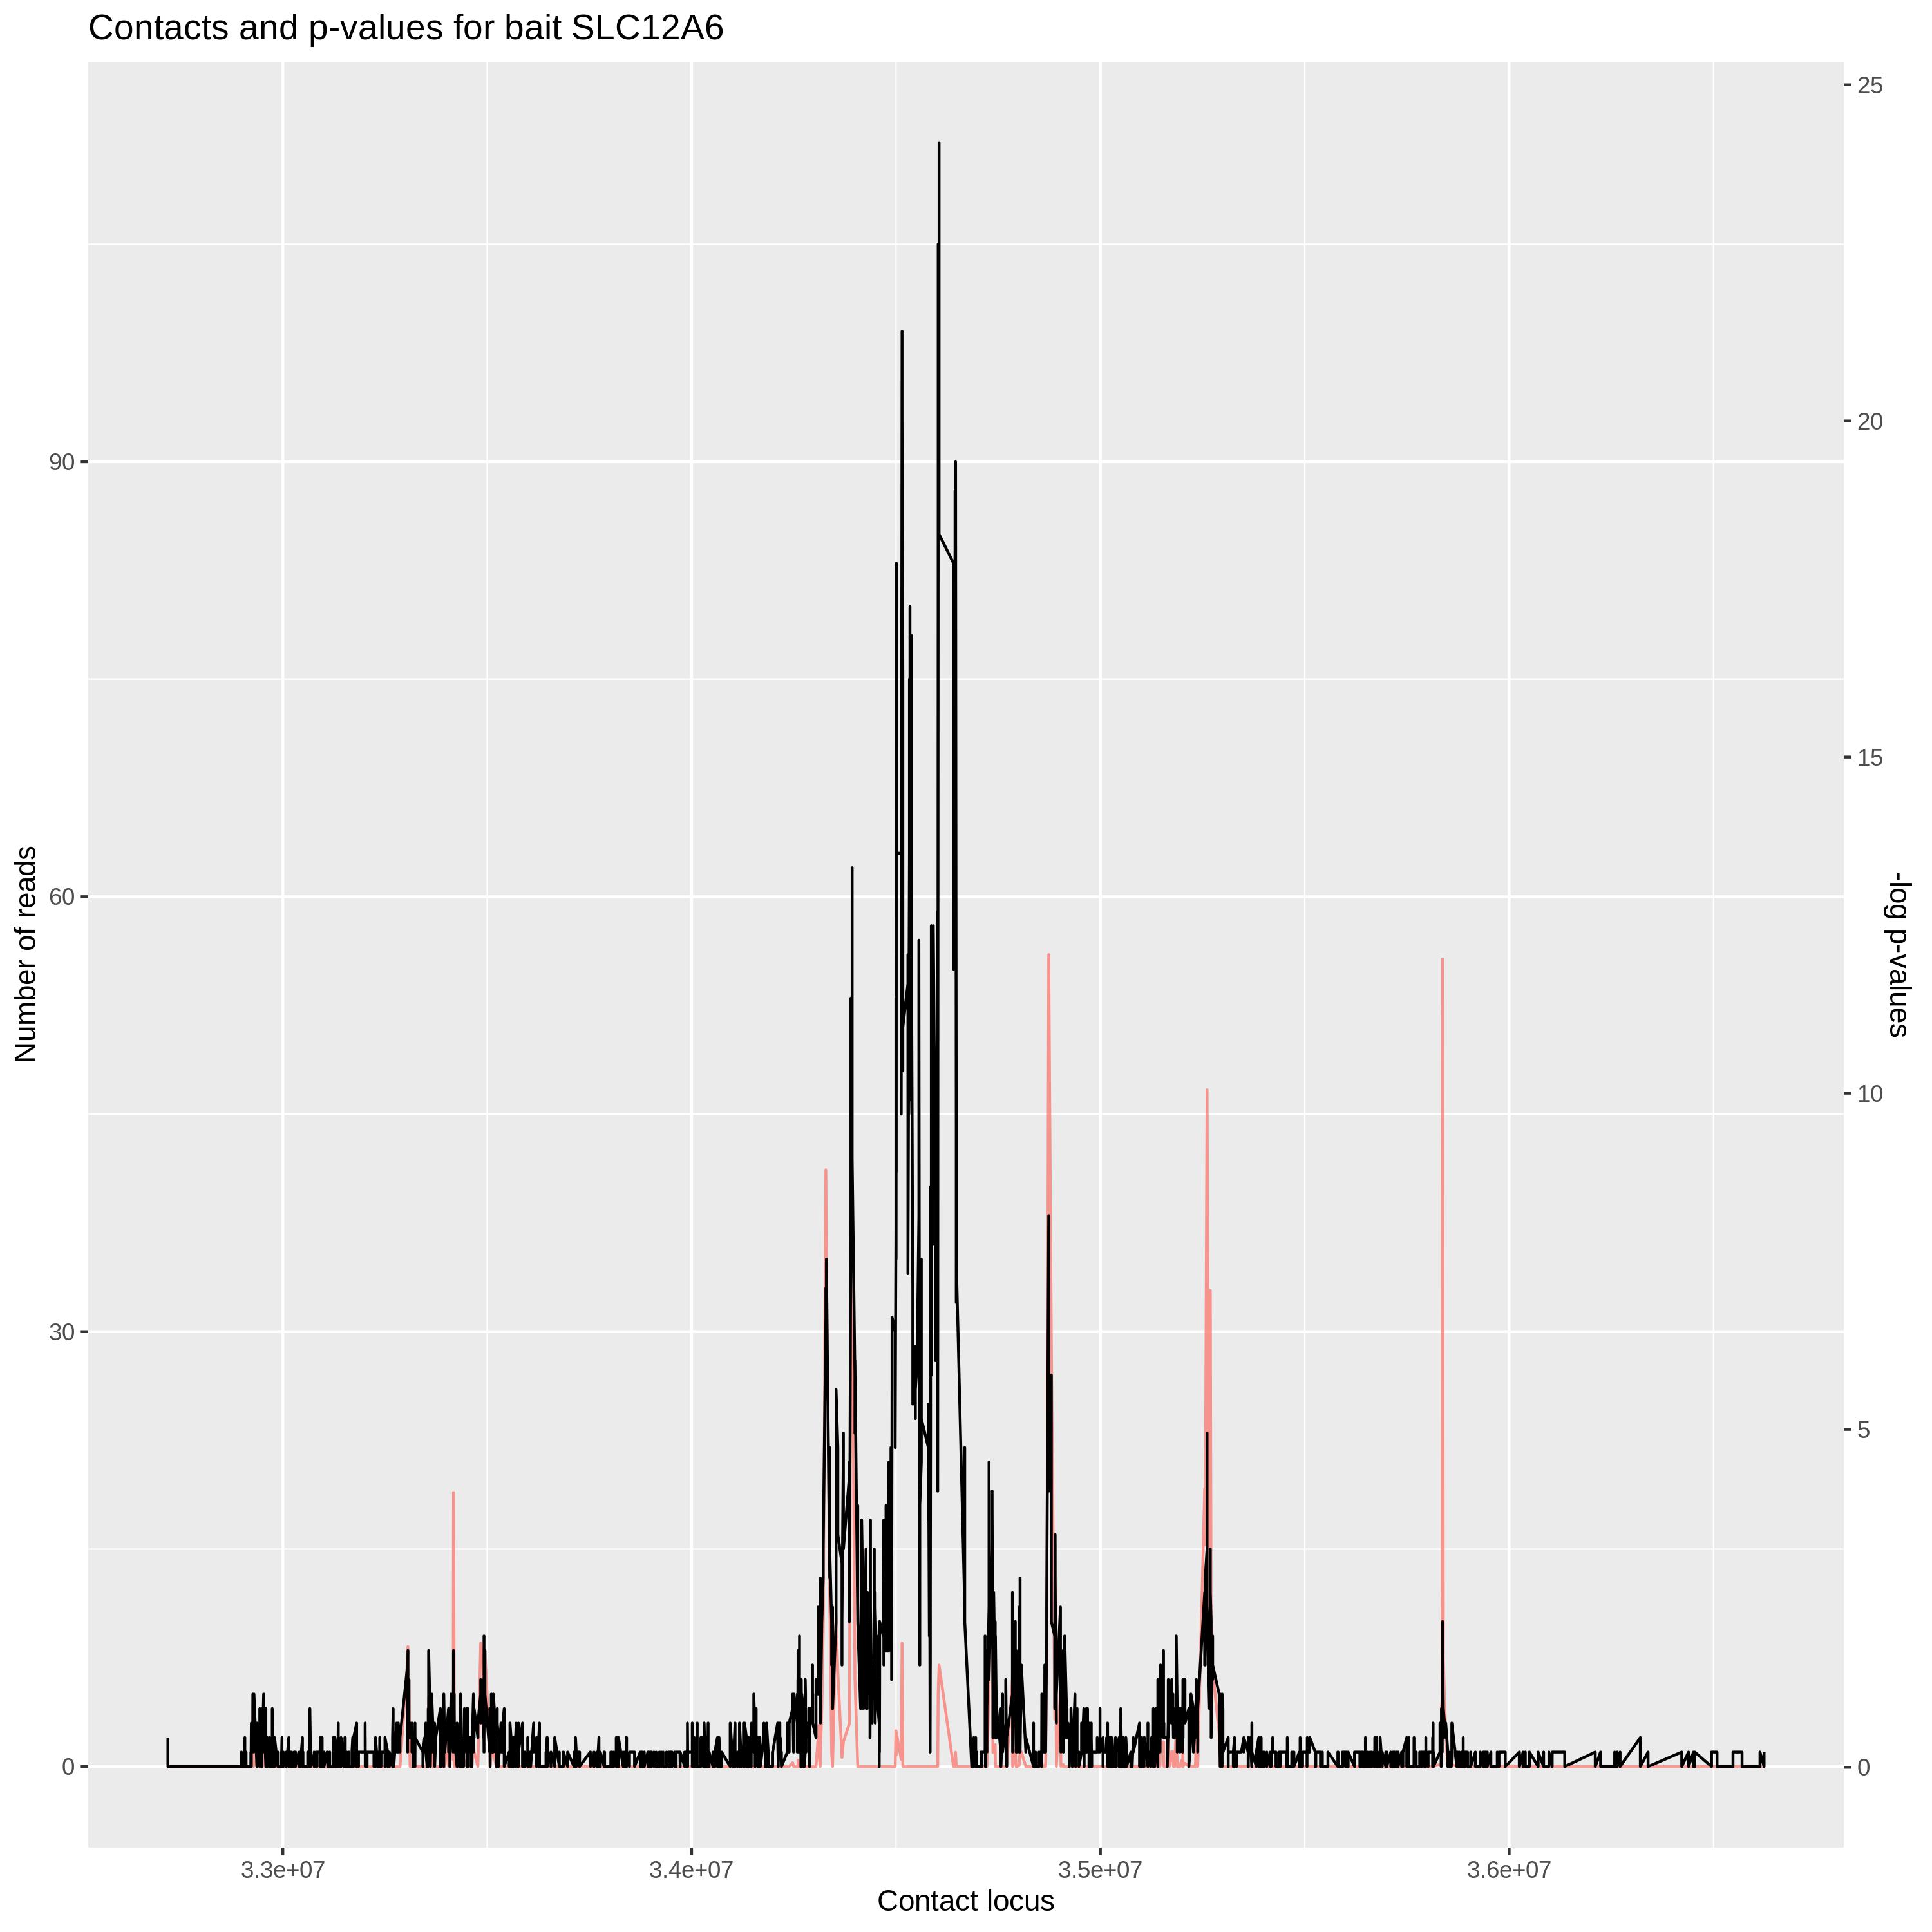 Contacts and p-values for bait SLC12A6
25
20
90
15
60
10
30
5
0
0
Number of reads
-log p-values
3.3e+07
3.4e+07
3.5e+07
3.6e+07
Contact locus